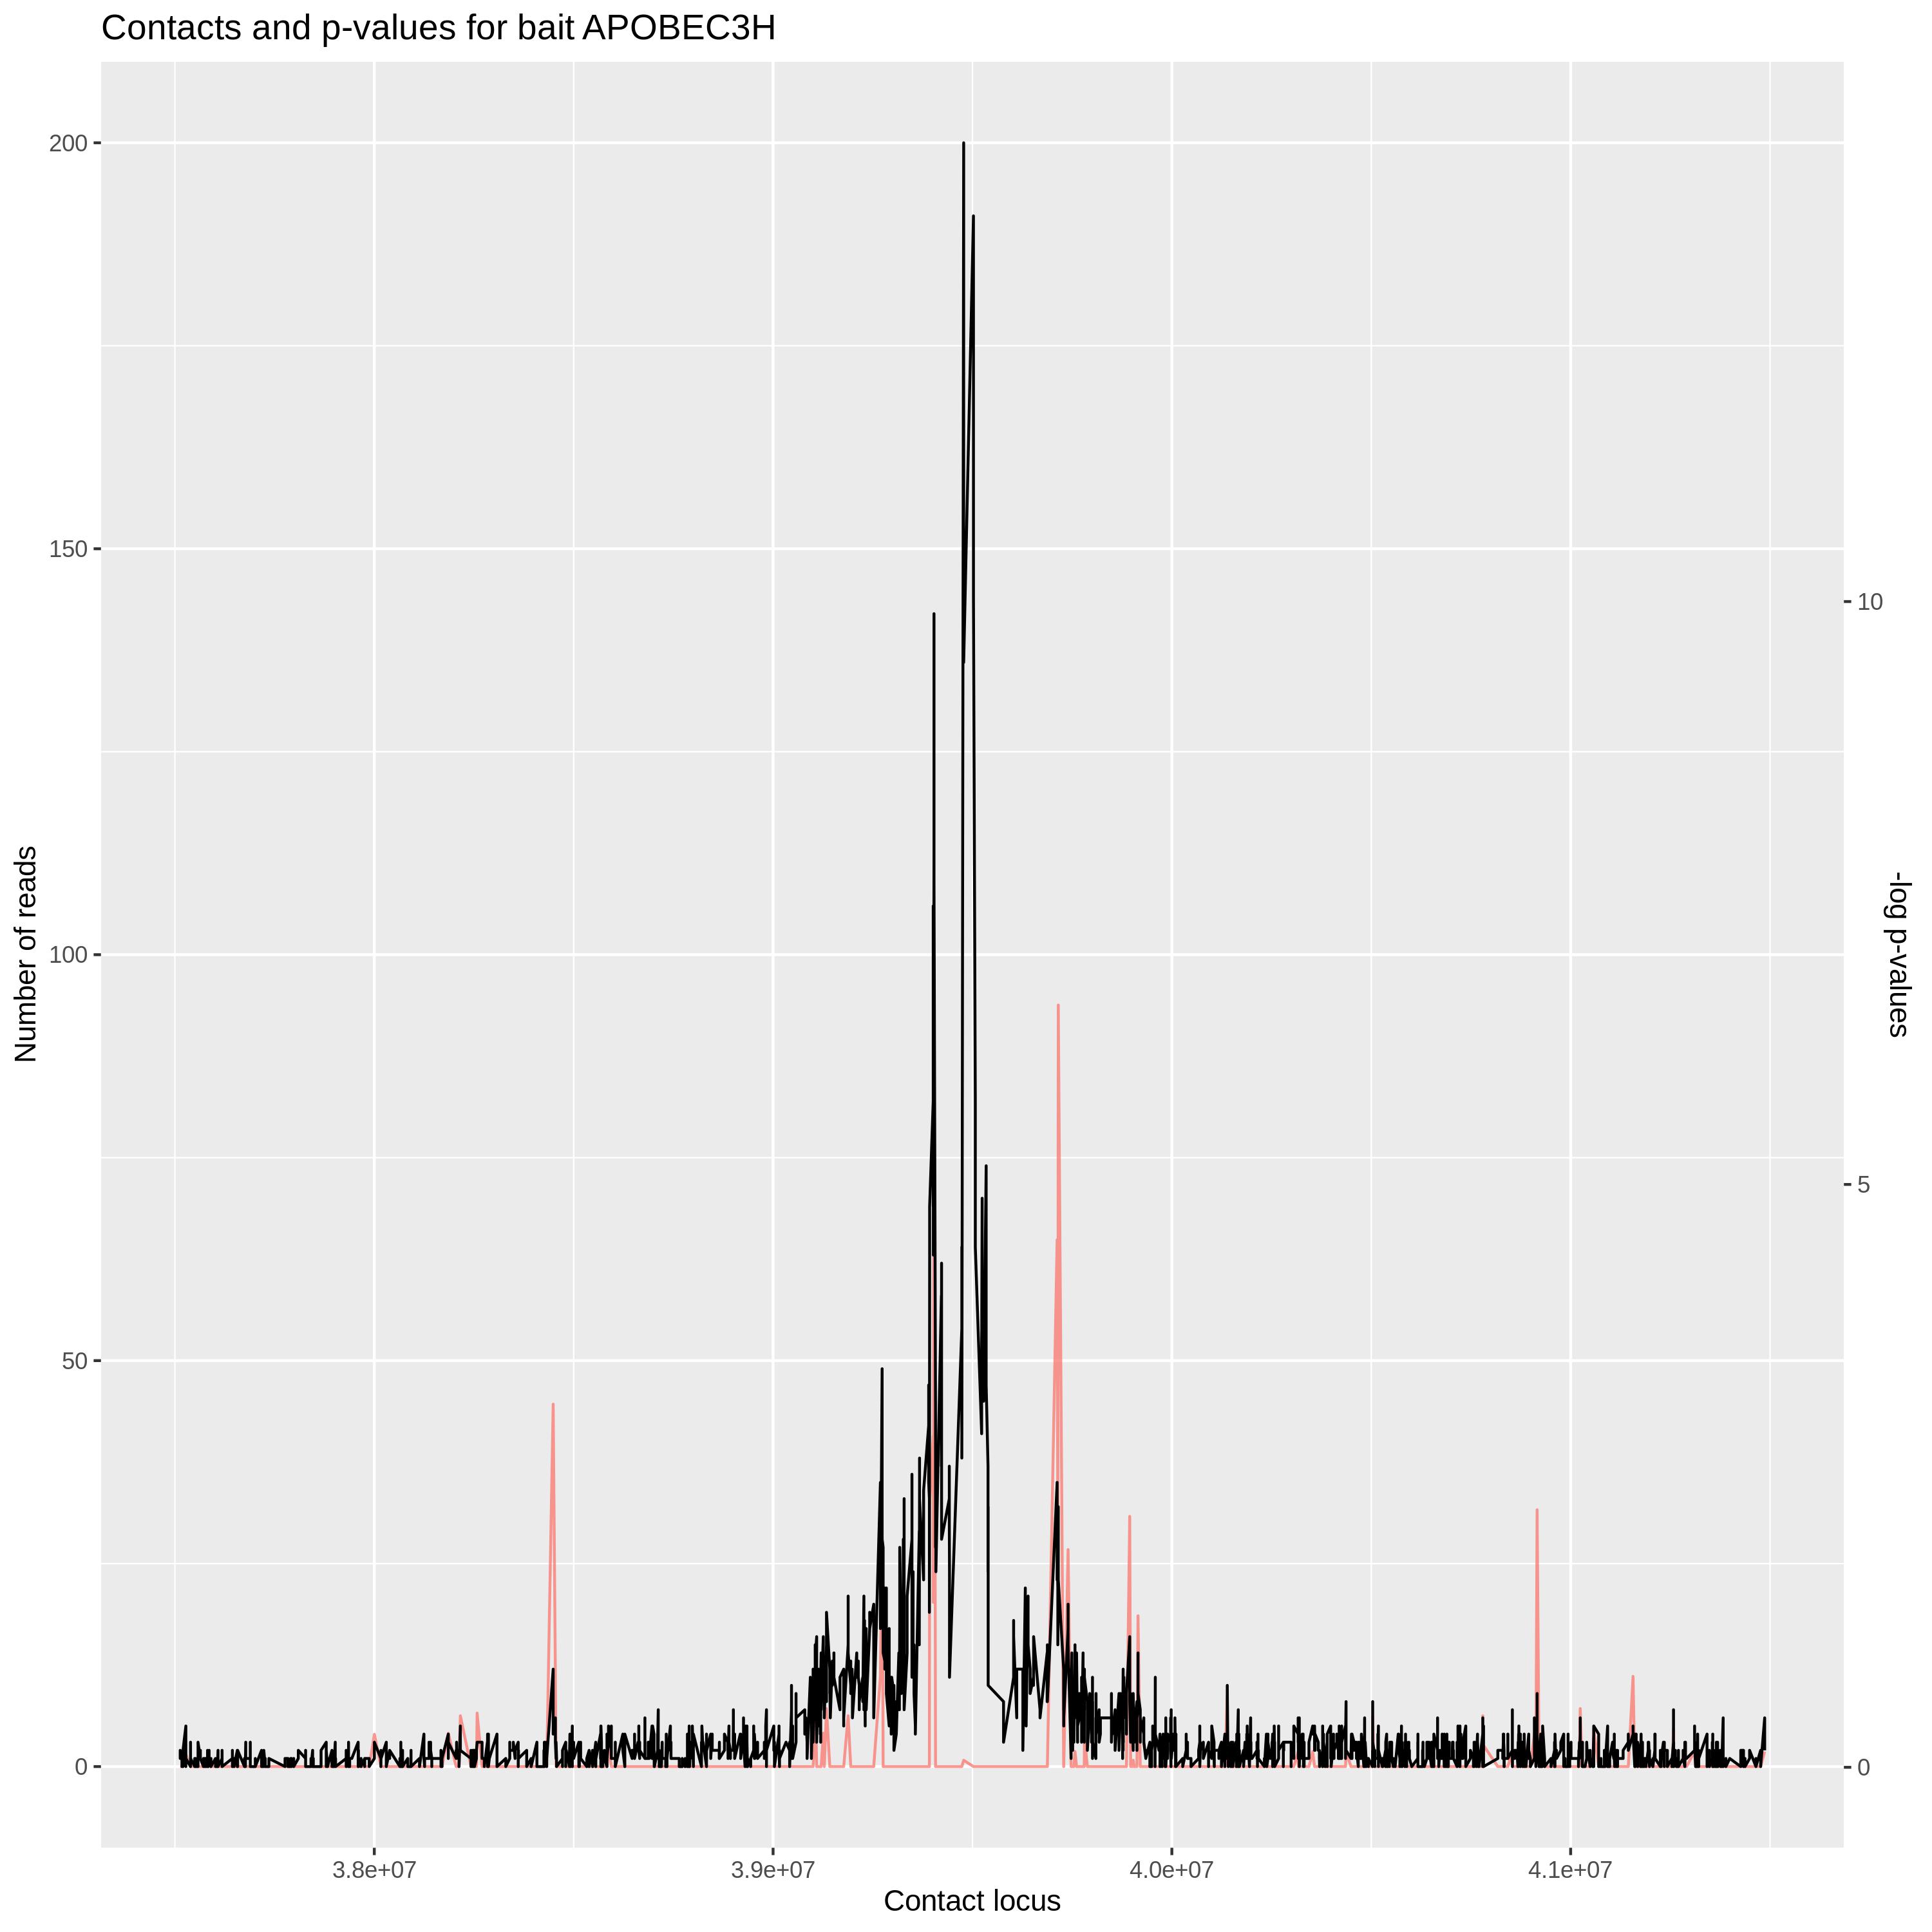 Contacts and p-values for bait APOBEC3H
200
150
100
50
0
Number of reads
10
5
0
-log p-values
3.8e+07
3.9e+07
4.0e+07
4.1e+07
Contact locus